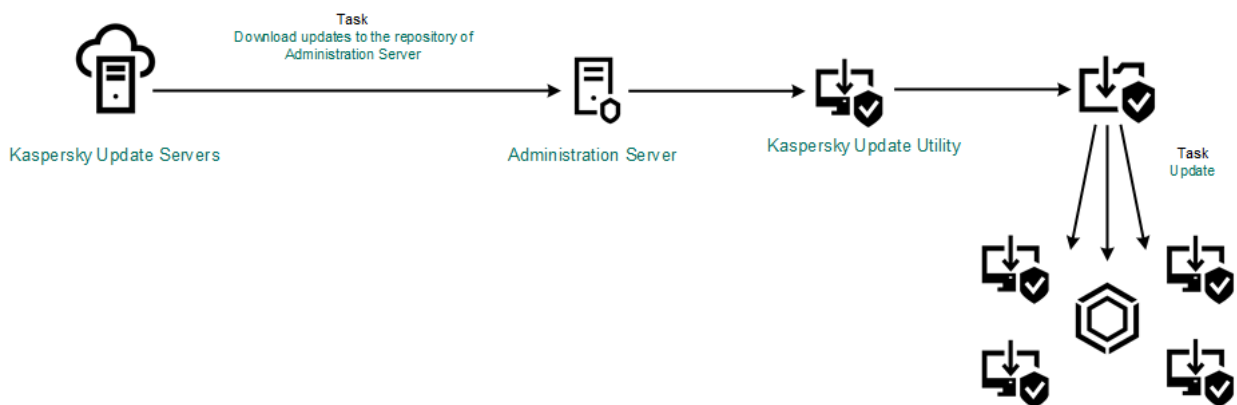 Task
Download updates to the repository of
Administration Server
Kaspersky Update Servers
Administration Server
Kaspersky Update Utility
Task
Update